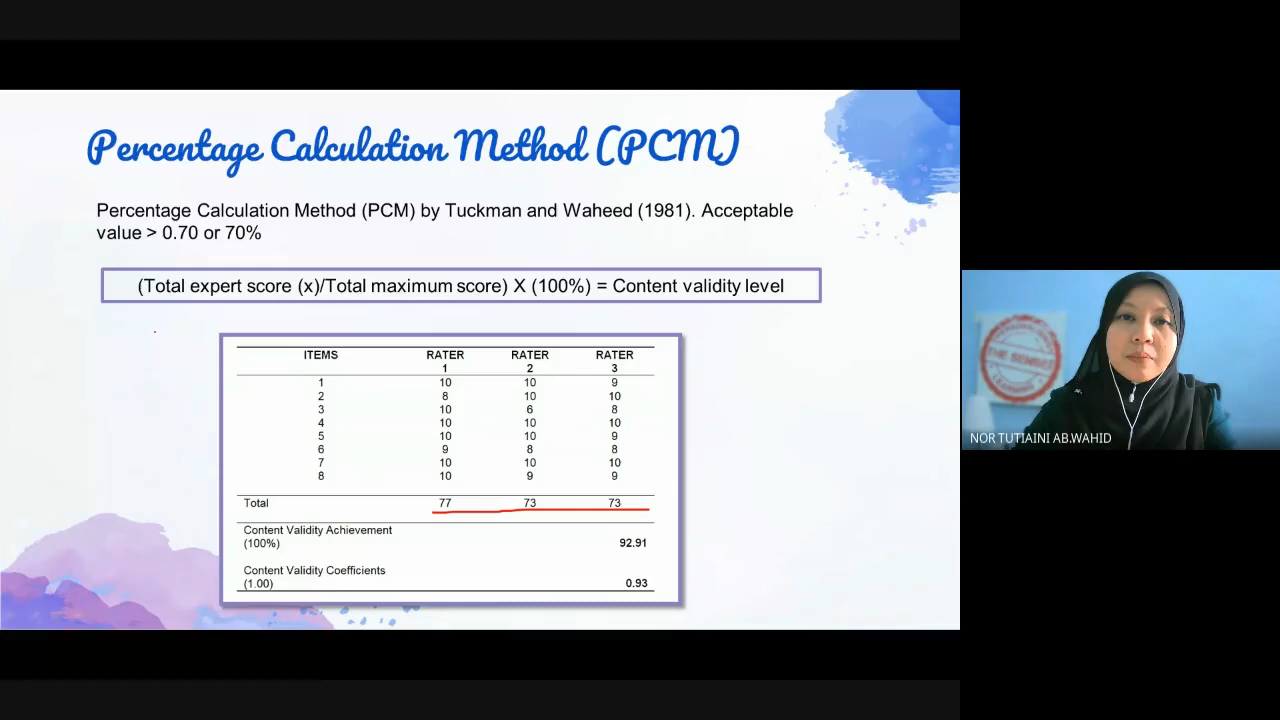 Percentage Calculation Method (PCM)
Percentage Calculation Method (PCM) by Tuckman and Waheed (1981). Acceptable
value > 0.70 or 70%
(Total expert score (x)/Total maximum score) X (100%) = Content validity level
ITEMS RATER 1 RATER 2 RATER 3
1 10 10 9
2 8 10 10
3 10 6 8
4 10 10 10
5 10 10 9
6 9 8 8
7 10 10 10
8 10 9 9
Total 77 73 73
Content Validity Achievement
(100%) 92.91
Content Validity Coefficients
(1.00) 0.93
THE SENSES
LEARNING
NOR TUTIAINI AB.WAHID